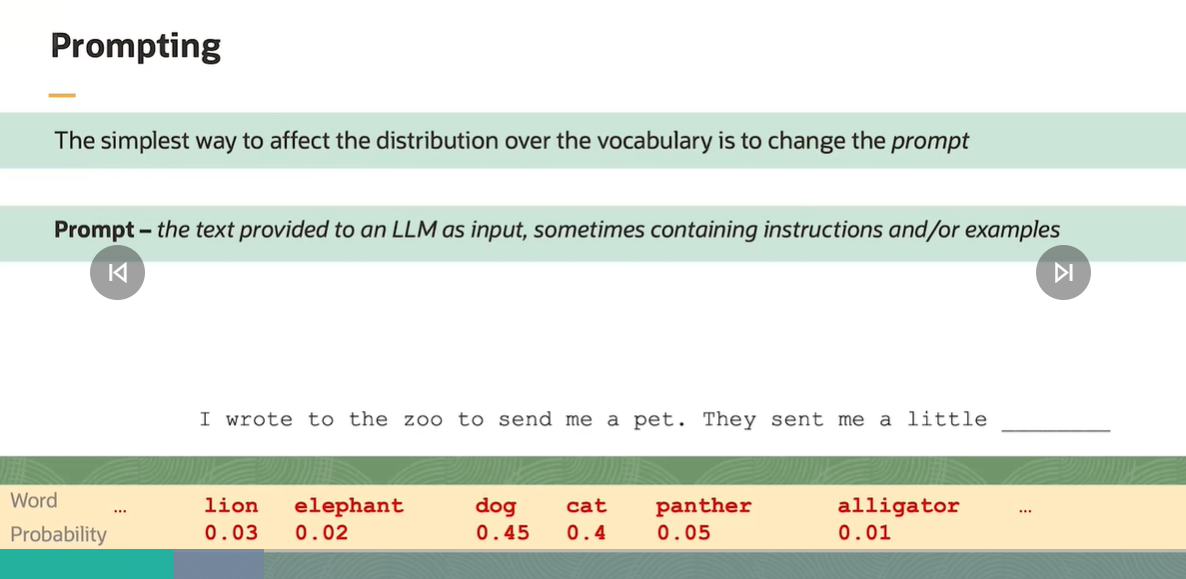 Prompting
The simplest way to affect the distribution over the vocabulary is to change the prompt
Prompt – the text provided to an LLM as input, sometimes containing instructions and/or examples
I wrote to the zoo to send me a pet. They sent me a little ________
Word ... lion elephant dog cat panther alligator ...
Probability 0.03 0.02 0.45 0.4 0.05 0.01